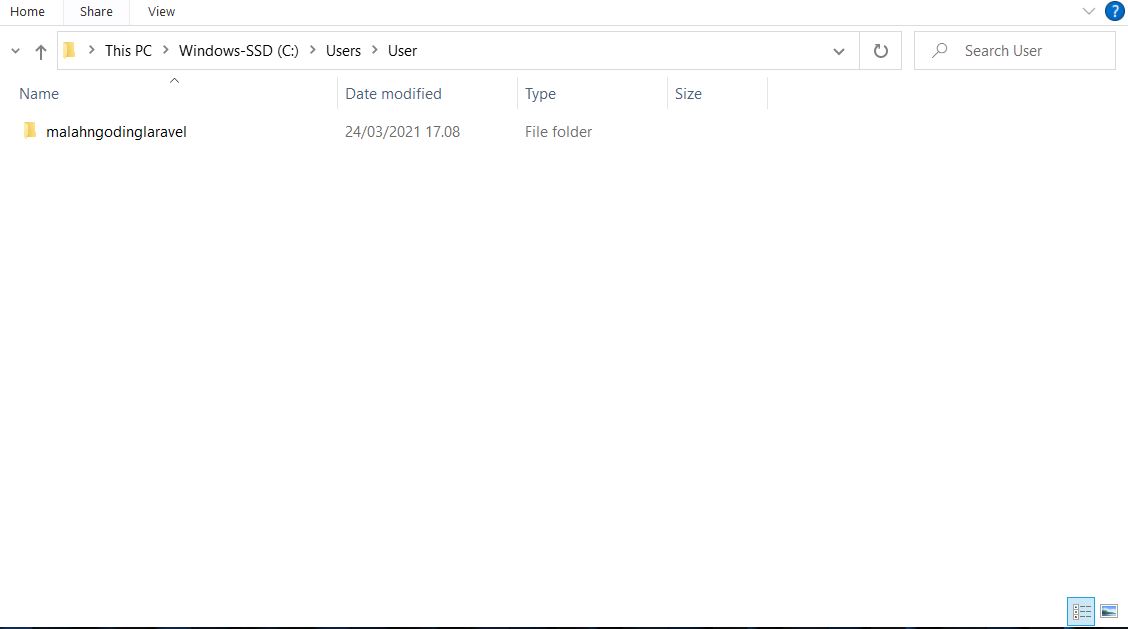 Home Share View ?
This PC > Windows-SSD (C:) > Users > User Search User
Name Date modified Type Size
malahngodinglaravel 24/03/2021 17.08 File folder